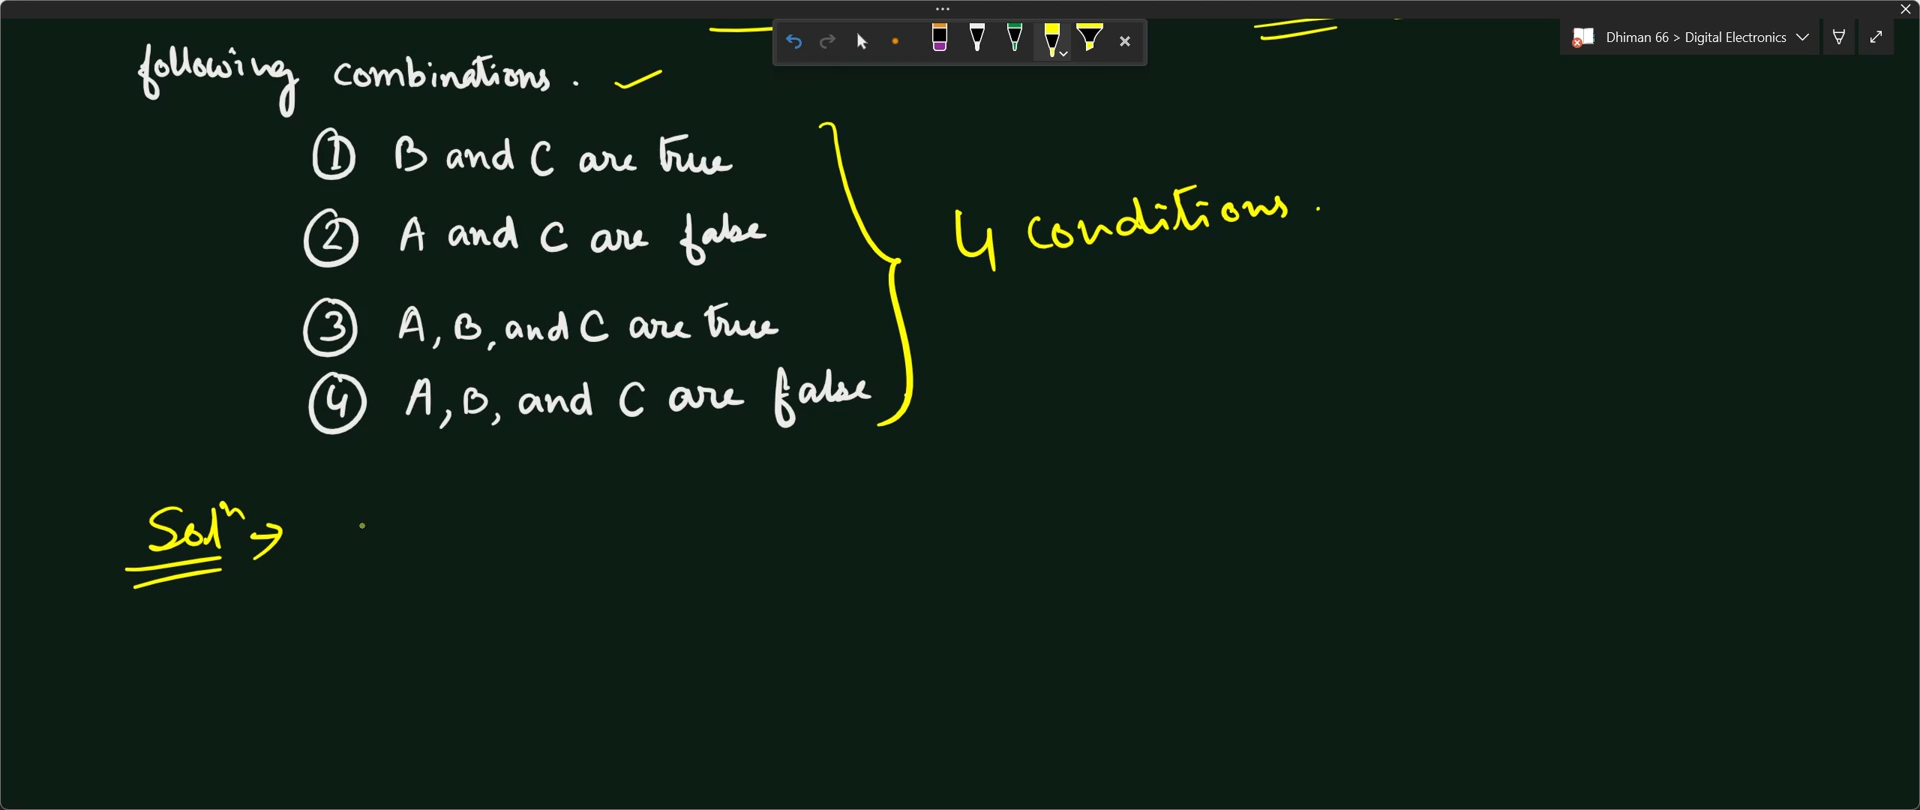 Dhiman 66 > Digital Electronics
following combinations.
① B and C are true
② A and C are false
③ A, B, and C are true
④ A, B, and C are false
4 conditions.
Solⁿ →